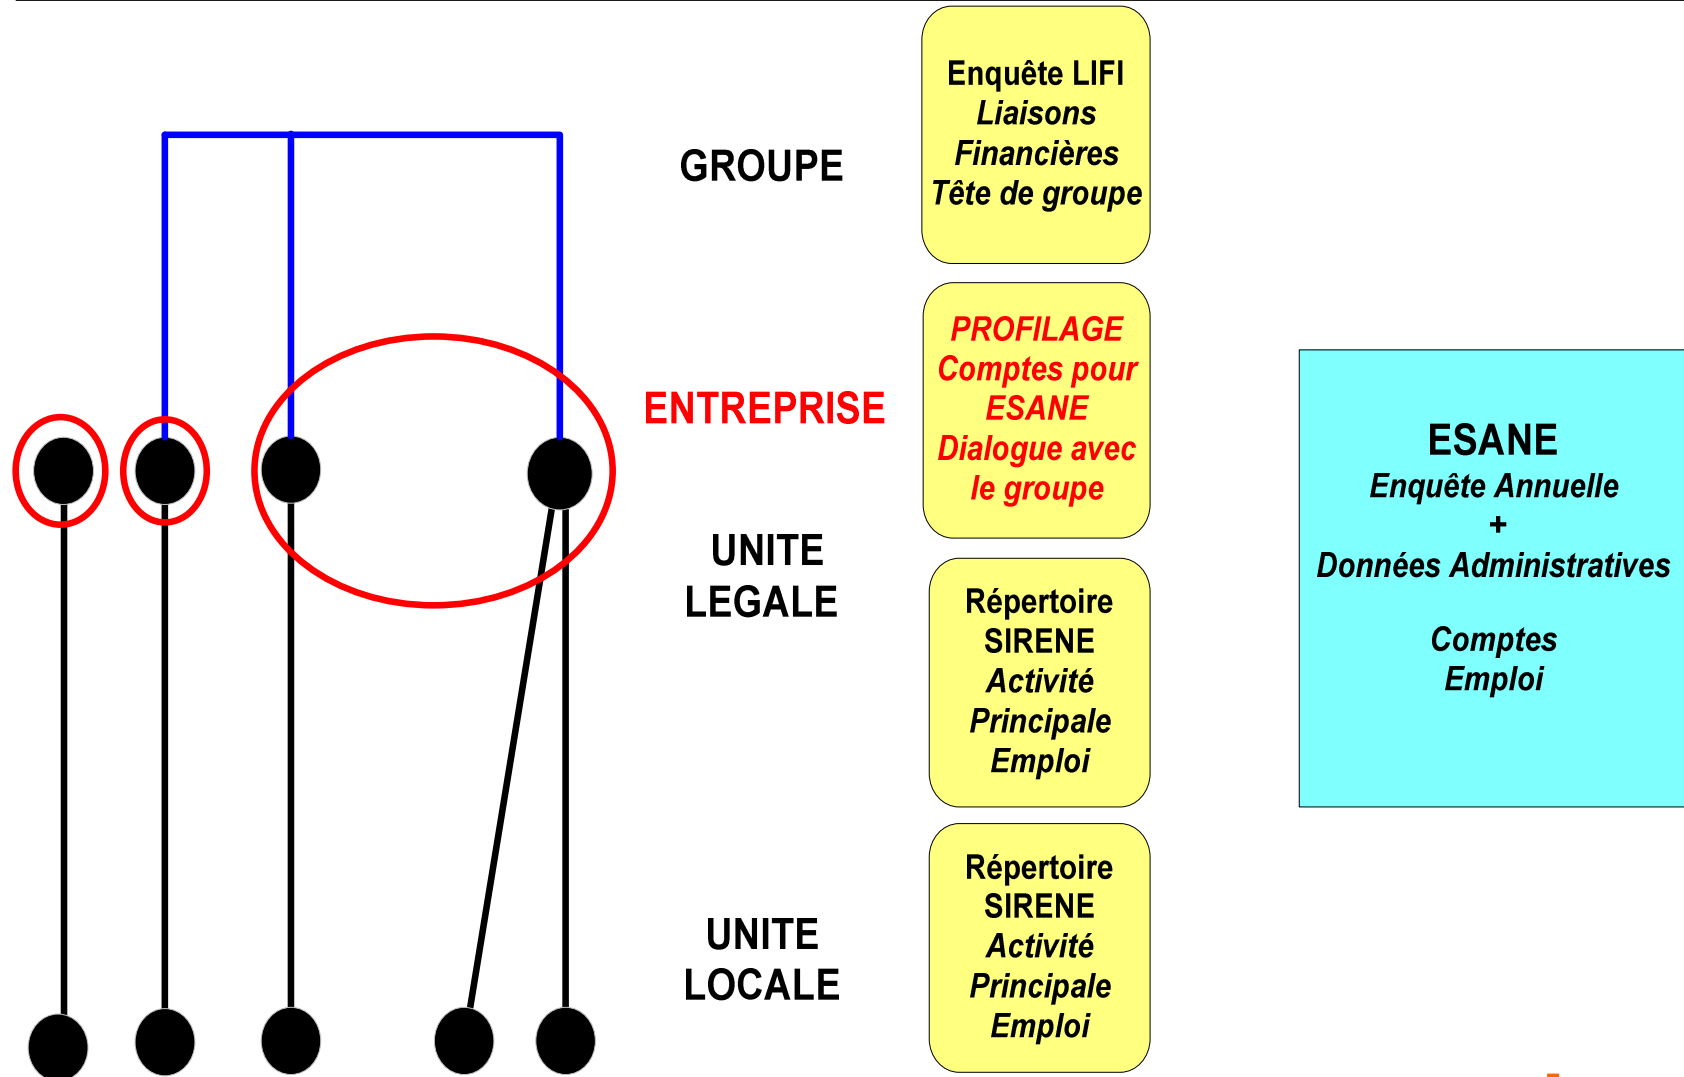 GROUPE
ENTREPRISE
UNITE
LEGALE
UNITE
LOCALE
Enquête LIFI
Liaisons
Financières
Tête de groupe
PROFILAGE
Comptes pour
ESANE
Dialogue avec
le groupe
Répertoire
SIRENE
Activité
Principale
Emploi
Répertoire
SIRENE
Activité
Principale
Emploi
ESANE
Enquête Annuelle
+
Données Administratives
Comptes
Emploi